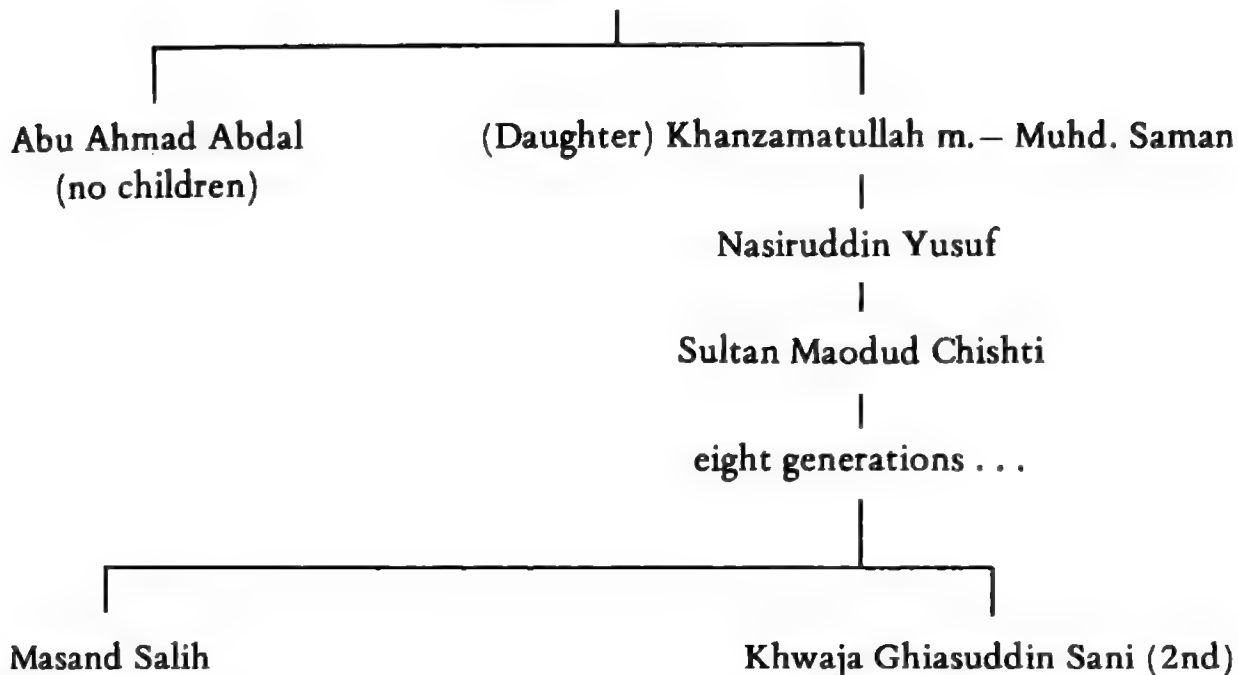 Abu Ahmad Abdal (Daughter) Khanzamatullah m. – Muhd. Saman
(no children)
Nasiruddin Yusuf
Sultan Maodud Chishti
eight generations . . .
Masand Salih Khwaja Ghiasuddin Sani (2nd)